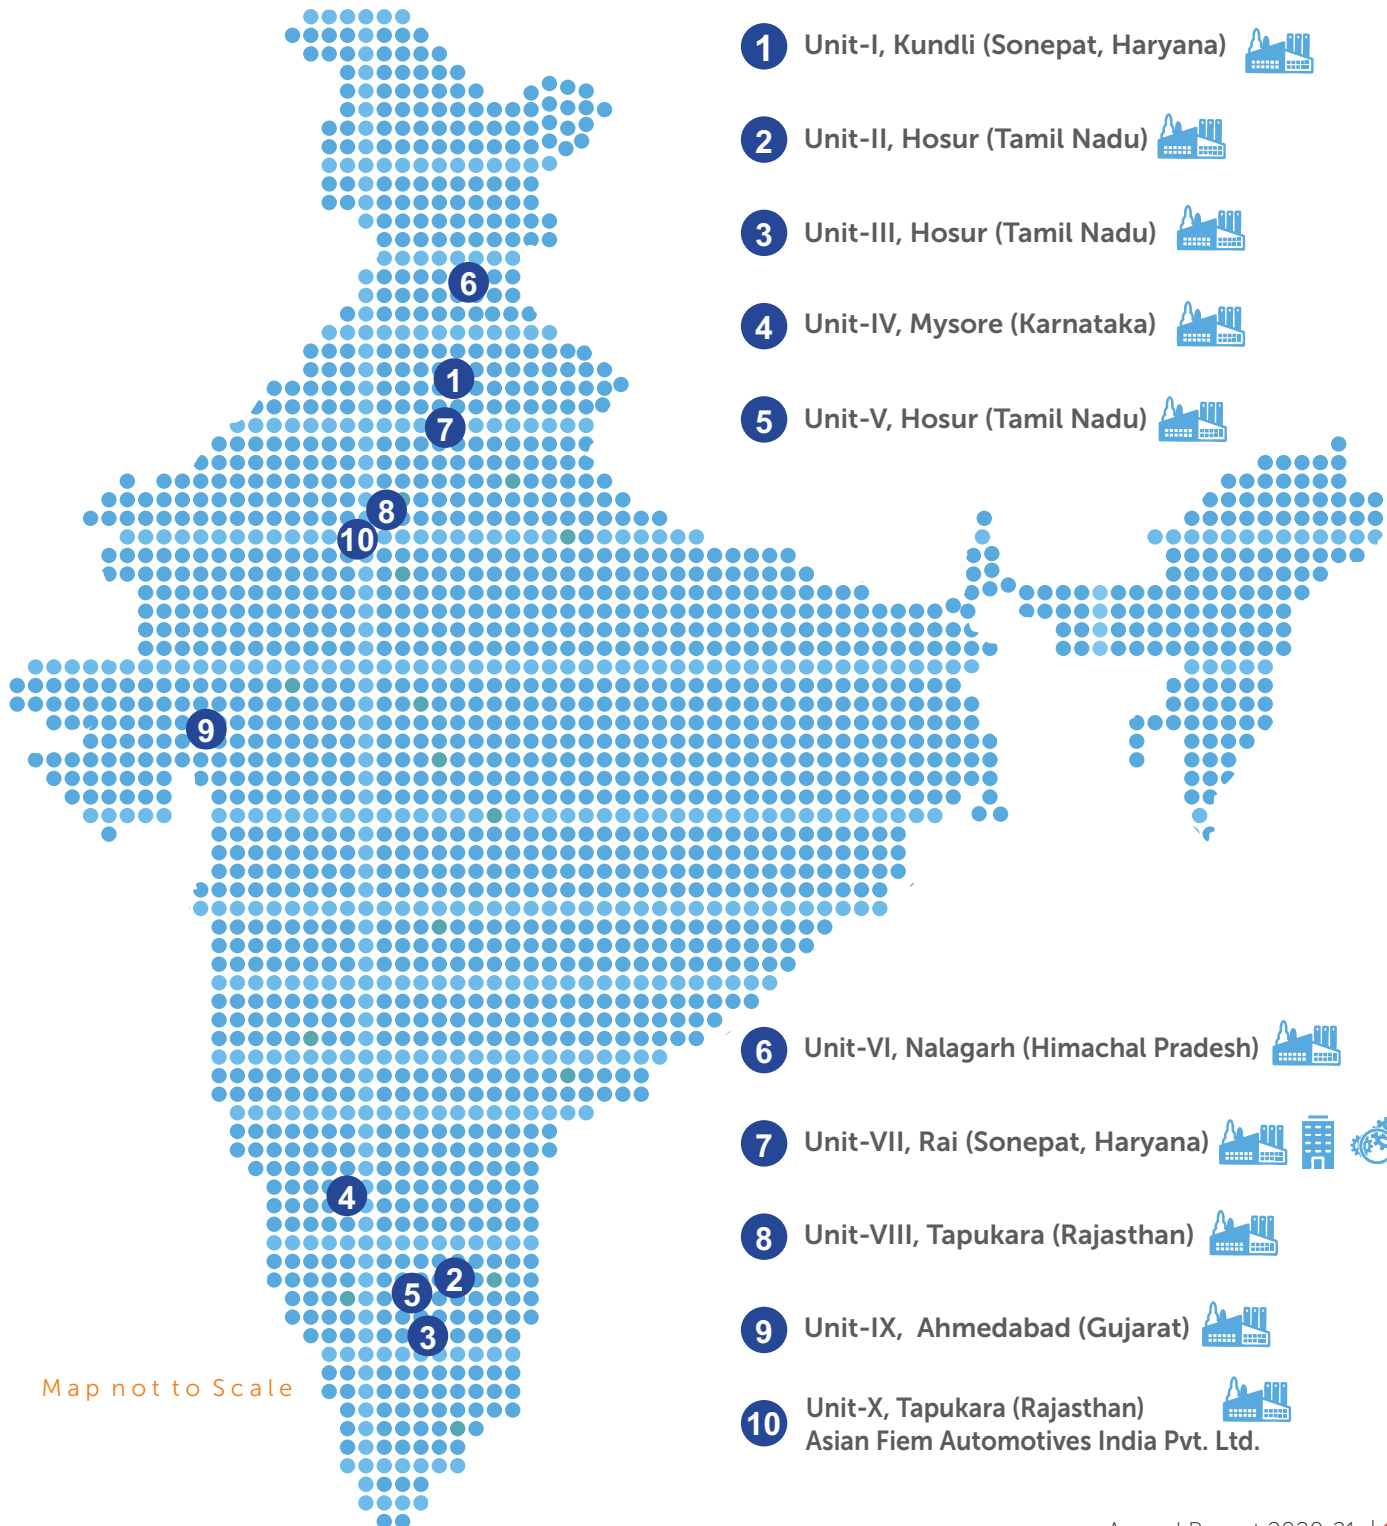 1 Unit-I, Kundli (Sonepat, Haryana)
2 Unit-II, Hosur (Tamil Nadu)
3 Unit-III, Hosur (Tamil Nadu)
4 Unit-IV, Mysore (Karnataka)
5 Unit-V, Hosur (Tamil Nadu)
6
1
7
8
10
9
6 Unit-VI, Nalagarh (Himachal Pradesh)
7 Unit-VII, Rai (Sonepat, Haryana)
4
8 Unit-VIII, Tapukara (Rajasthan)
2
5
3
9 Unit-IX, Ahmedabad (Gujarat)
Map not to Scale
10 Unit-X, Tapukara (Rajasthan)
Asian Fiem Automotives India Pvt. Ltd.